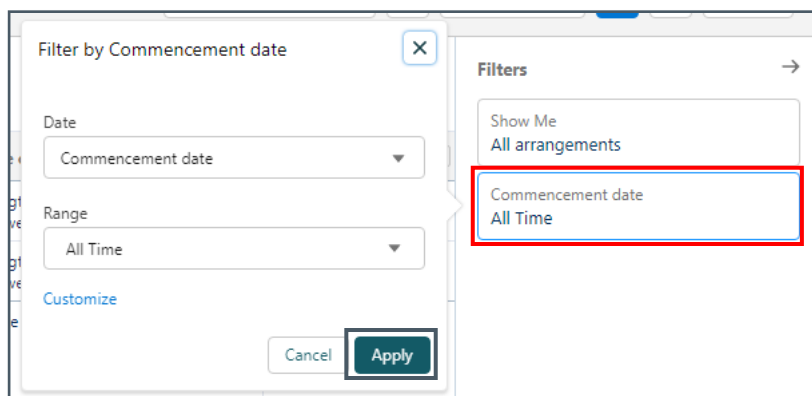 Filter by Commencement date
Date
Commencement date
Range
All Time
Customize
Cancel
Apply
Filters
Show Me
All arrangements
Commencement date
All Time